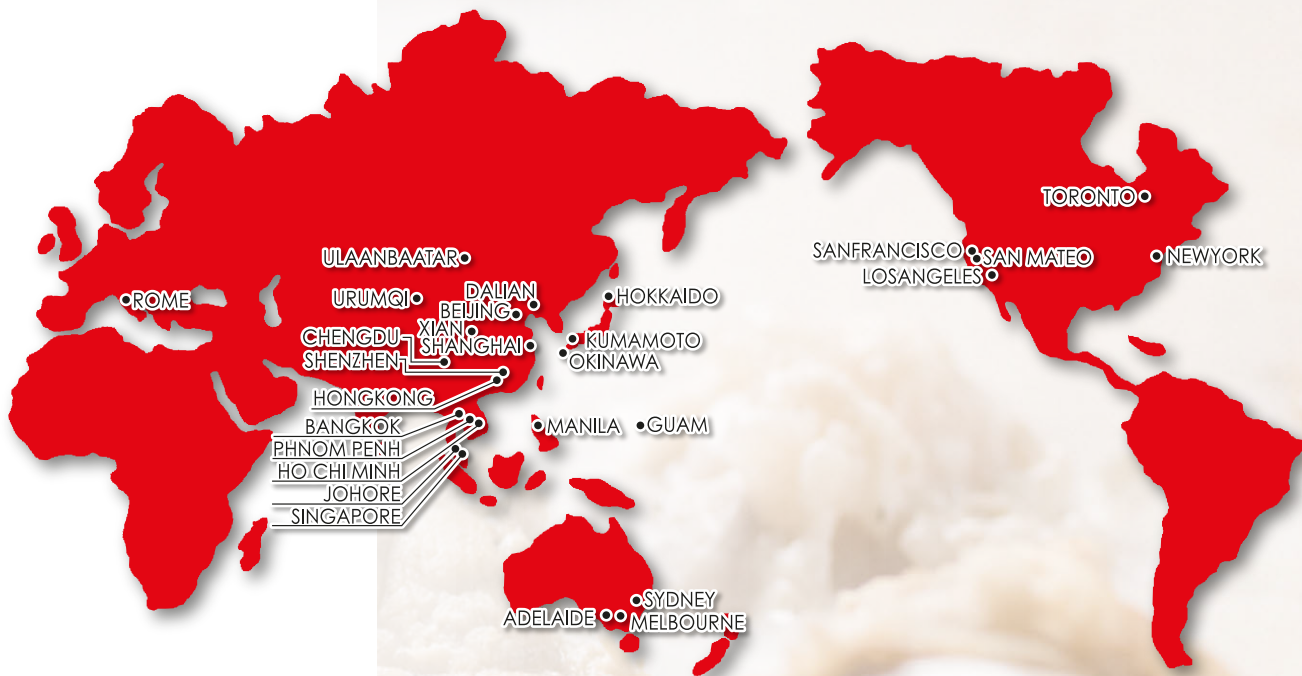 TORONTO
SANFRANCISCO
SAN MATEO
NEWYORK
LOSANGELES
ULAANBAATAR
ROME
URUMQI
DALIAN
HOKKAIDO
BEIJING
XIAN
CHENGDU
KUMAMOTO
SHANGHAI
SHENZHEN
OKINAWA
HONGKONG
BANGKOK
MANILA
GUAM
PHNOM PENH
HO CHI MINH
JOHORE
SINGAPORE
SYDNEY
ADELAIDE
MELBOURNE